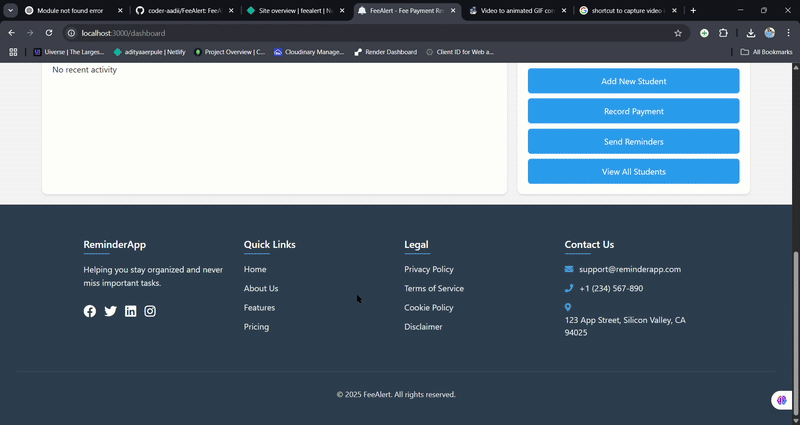 Module not found error
coder-aadii/FeeAlert: FeeA
Site overview | feealert | N
FeeAlert - Fee Payment Re
Video to animated GIF con
shortcut to capture video i
localhost:3000/dashboard
Uiverse | The Larges...
adityaaerpule | Netlify
Project Overview | C...
Cloudinary Manage...
Render Dashboard
Client ID for Web a...
All Bookmarks
No recent activity
Add New Student
Record Payment
Send Reminders
View All Students
ReminderApp
Helping you stay organized and never
miss important tasks.
Quick Links
Home
About Us
Features
Pricing
Legal
Privacy Policy
Terms of Service
Cookie Policy
Disclaimer
Contact Us
support@reminderapp.com
+1 (234) 567-890
123 App Street, Silicon Valley, CA
94025
© 2025 FeeAlert. All rights reserved.